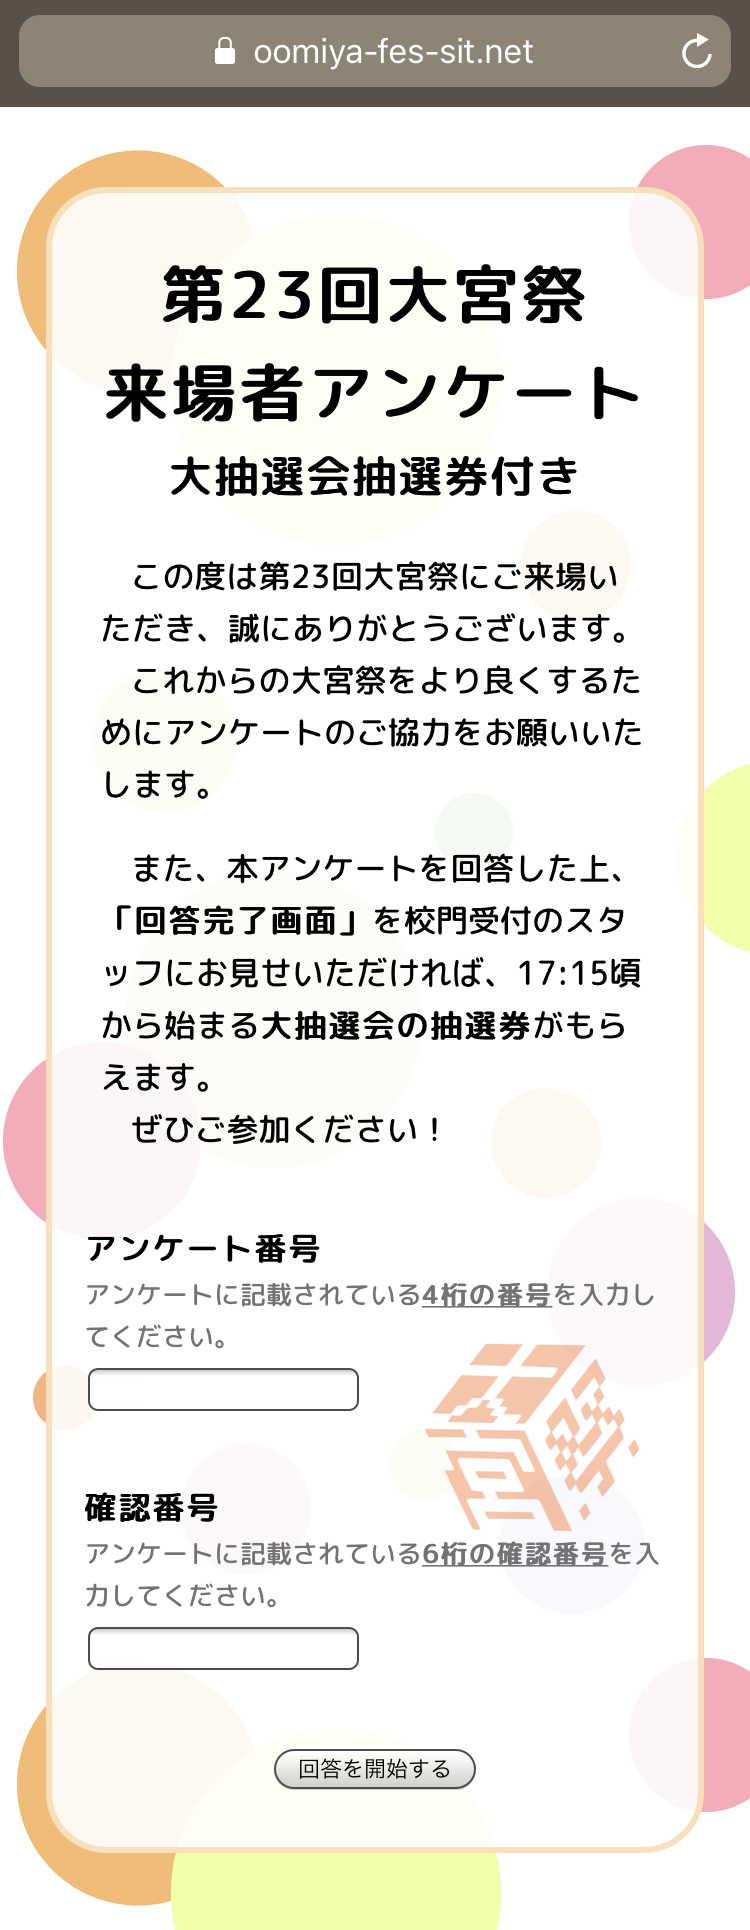 oomiya-fes-sit.net
第23回大宮祭
来場者アンケート
大抽選会抽選券付き
この度は第23回大宮祭にご来場い
ただき、誠にありがとうございます。
これからの大宮祭をより良くするた
めにアンケートのご協力をお願いいた
します。
また、本アンケートを回答した上、
「回答完了画面」を校門受付のスタ
ッフにお見せいただければ、17:15頃
から始まる大抽選会の抽選券がもら
えます。
ぜひご参加ください！
アンケート番号
アンケートに記載されている4桁の番号を入力し
てください。
確認番号
アンケートに記載されている6桁の確認番号を入
力してください。
回答を開始する